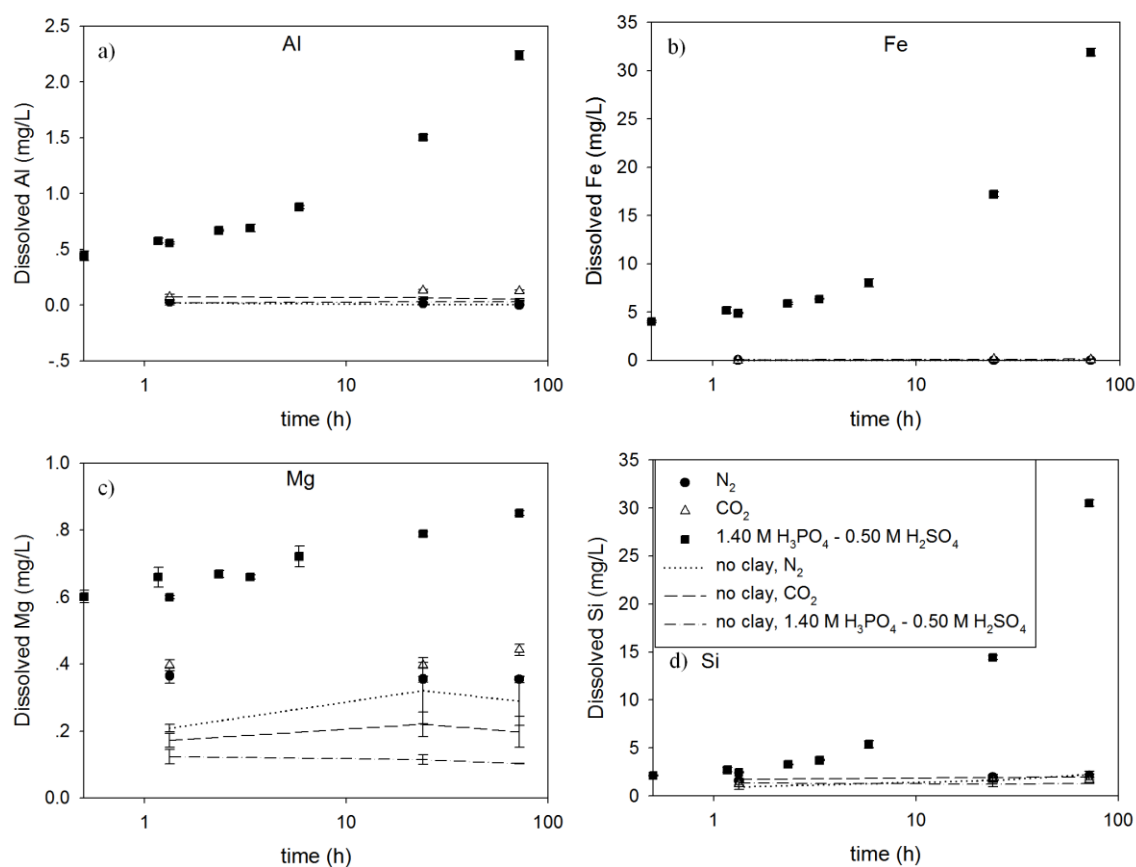 a) Al
2.5
2.0
1.5
1.0
.5
0.0
-.5
Dissolved Al (mg/L)
1 10 100
time (h)
b) Fe
35
30
25
20
15
10
5
0
Dissolved Fe (mg/L)
1 10 100
time (h)
c) Mg
1.0
.8
.6
.4
.2
0.0
Dissolved Mg (mg/L)
1 10 100
time (h)
35
30
25
20
15
10
5
0
Dissolved Si (mg/L)
N₂
CO₂
1.40 M H₃PO₄ - 0.50 M H₂SO₄
no clay, N₂
no clay, CO₂
no clay, 1.40 M H₃PO₄ - 0.50 M H₂SO₄
d) Si
1 10 100
time (h)